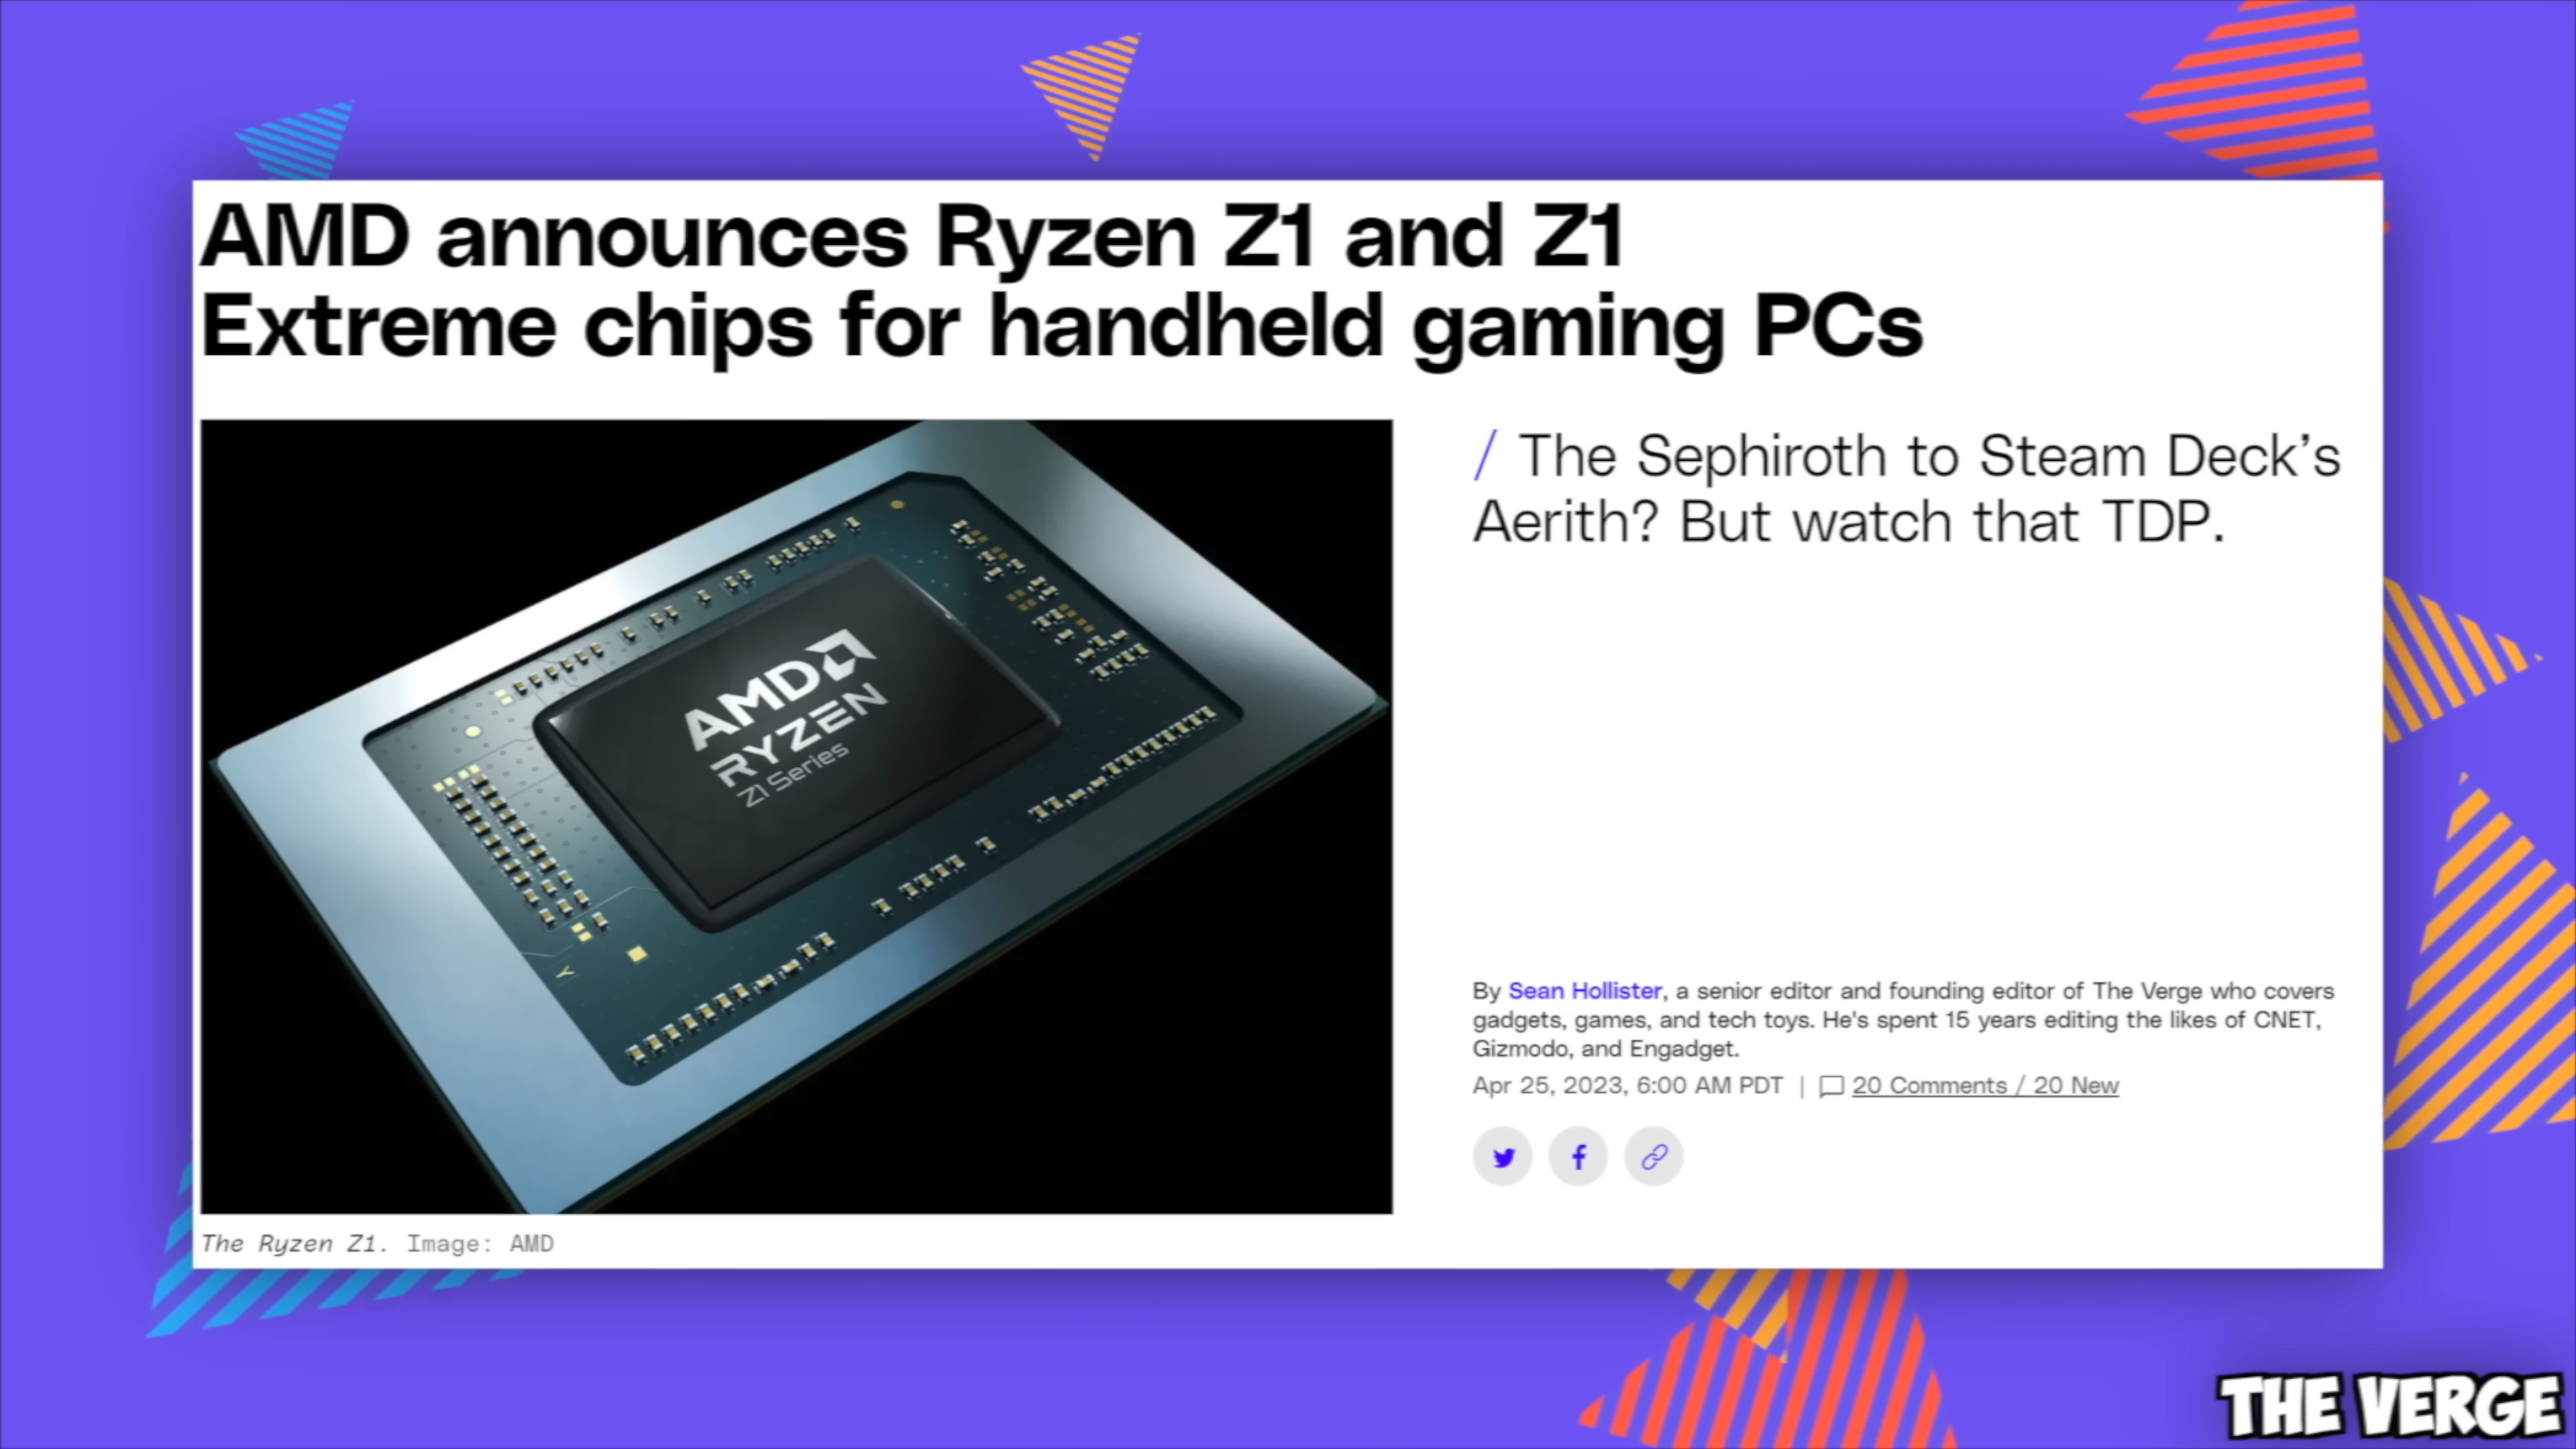 AMD announces Ryzen Z1 and Z1
Extreme chips for handheld gaming PCs
/ The Sephiroth to Steam Deck’s
Aerith? But watch that TDP.
AMD
RYZEN
Z1 Series
Y
By Sean Hollister, a senior editor and founding editor of The Verge who covers
gadgets, games, and tech toys. He's spent 15 years editing the likes of CNET,
Gizmodo, and Engadget.
Apr 25, 2023, 6:00 AM PDT | 20 Comments / 20 New
The Ryzen Z1. Image: AMD
THE VERGE